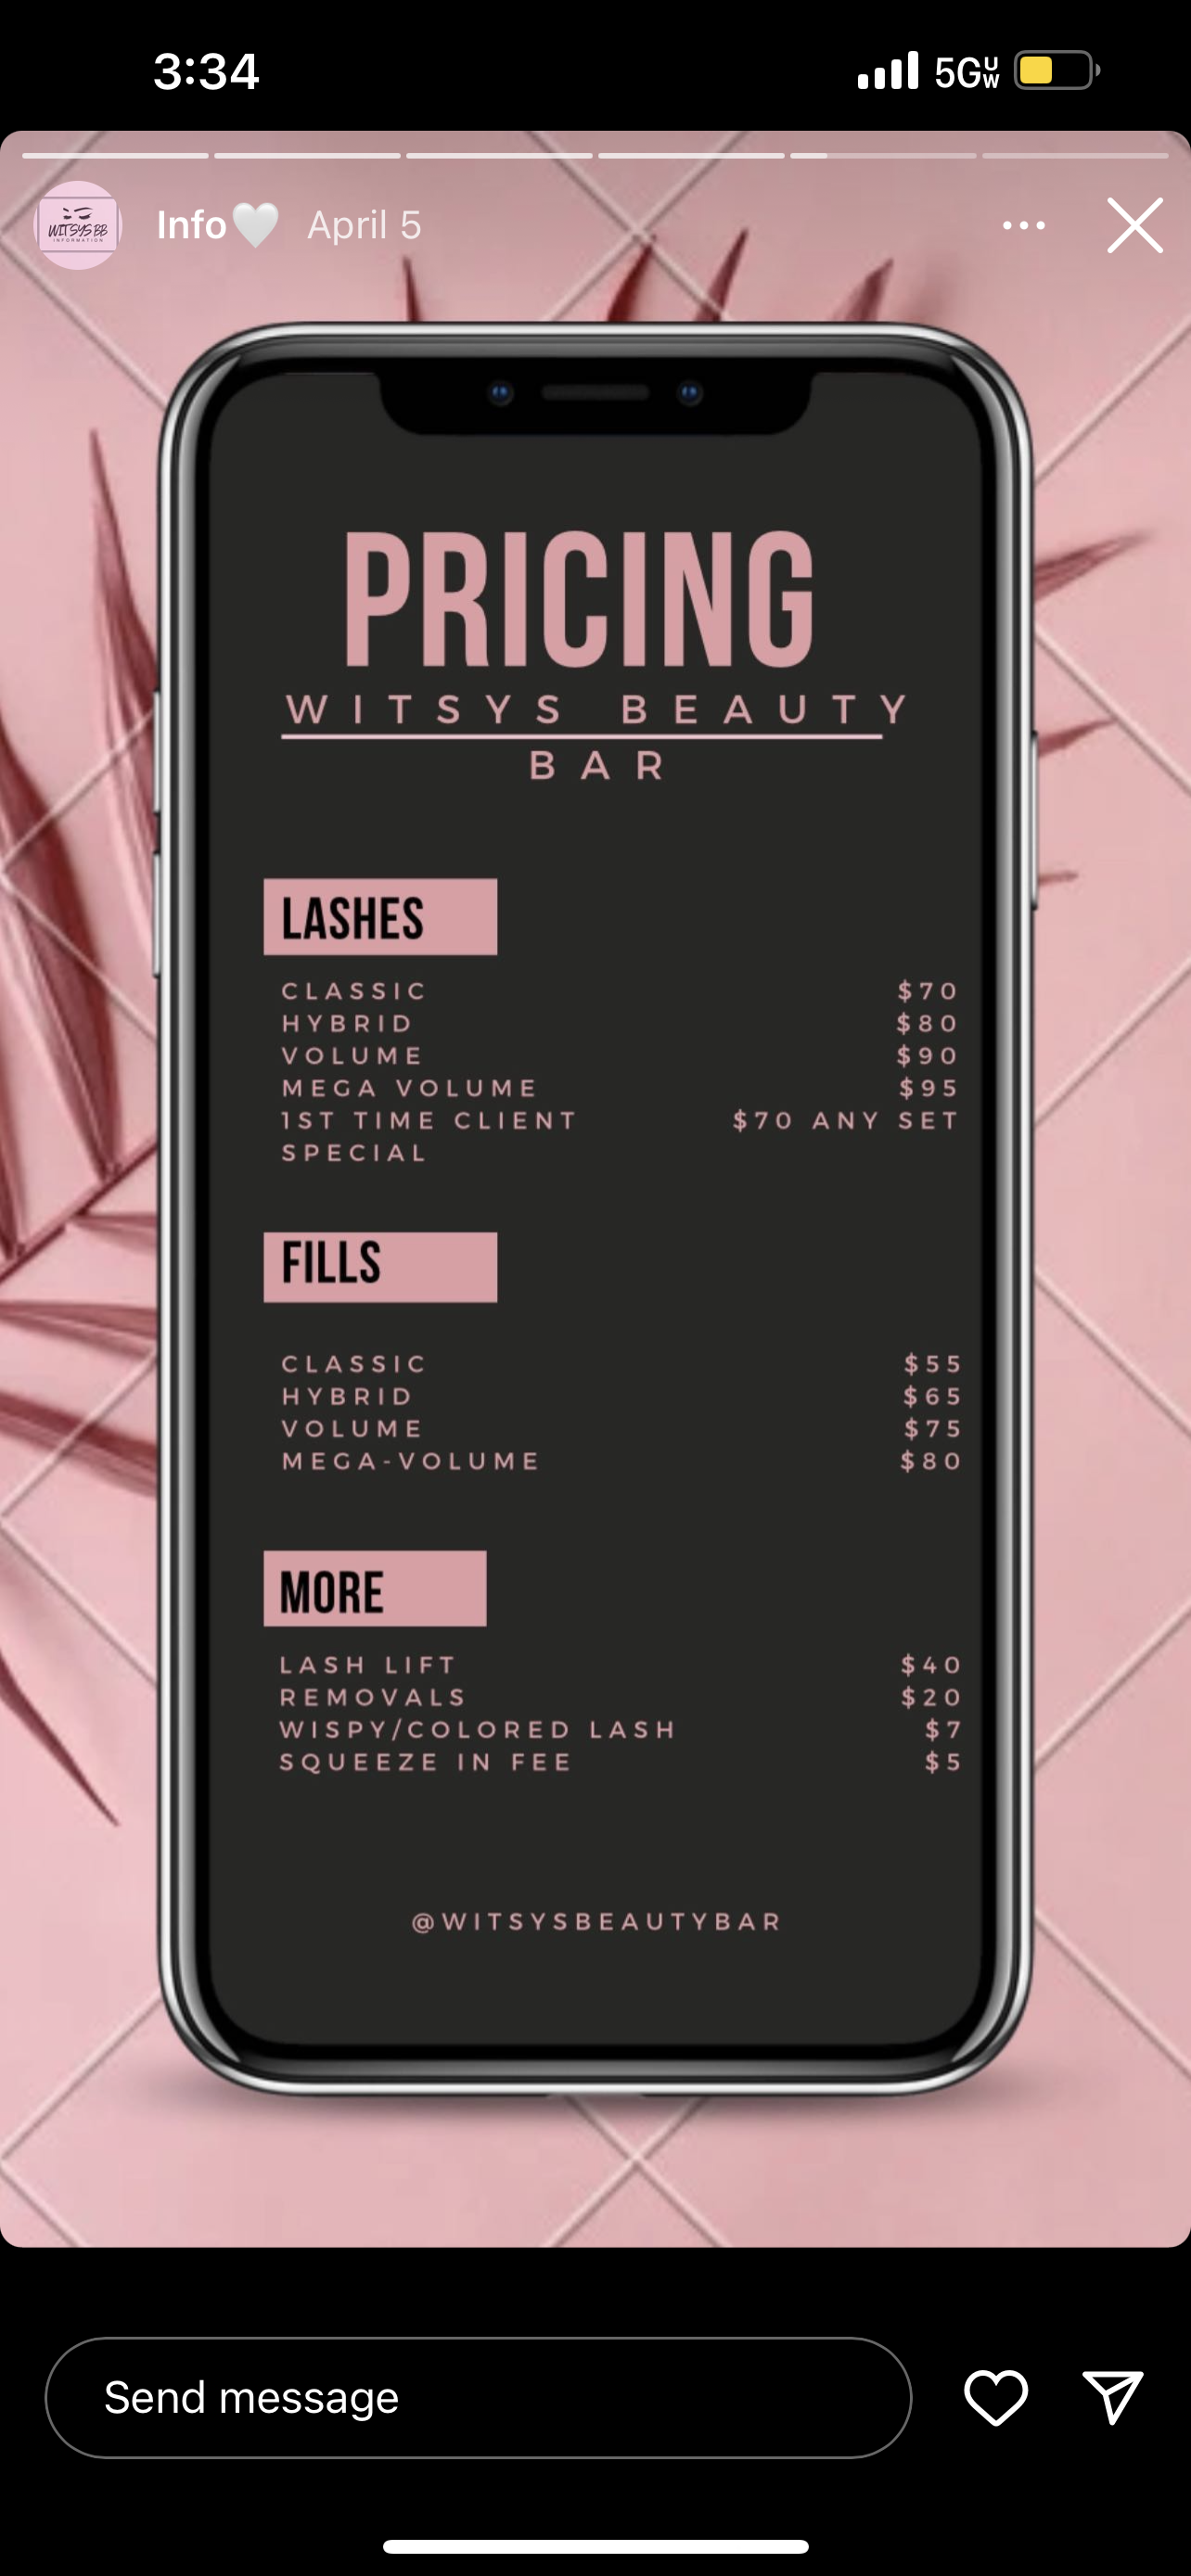 3:34
5G UW
WITSYS BB
INFORMATION
Info🤍 April 5
PRICING
WITSYS BEAUTY
BAR
LASHES
CLASSIC $70
HYBRID $80
VOLUME $90
MEGA VOLUME $95
1ST TIME CLIENT $70 ANY SET
SPECIAL
FILLS
CLASSIC $55
HYBRID $65
VOLUME $75
MEGA-VOLUME $80
MORE
LASH LIFT $40
REMOVALS $20
WISPY/COLORED LASH $7
SQUEEZE IN FEE $5
@WITSYSBEAUTYBAR
Send message